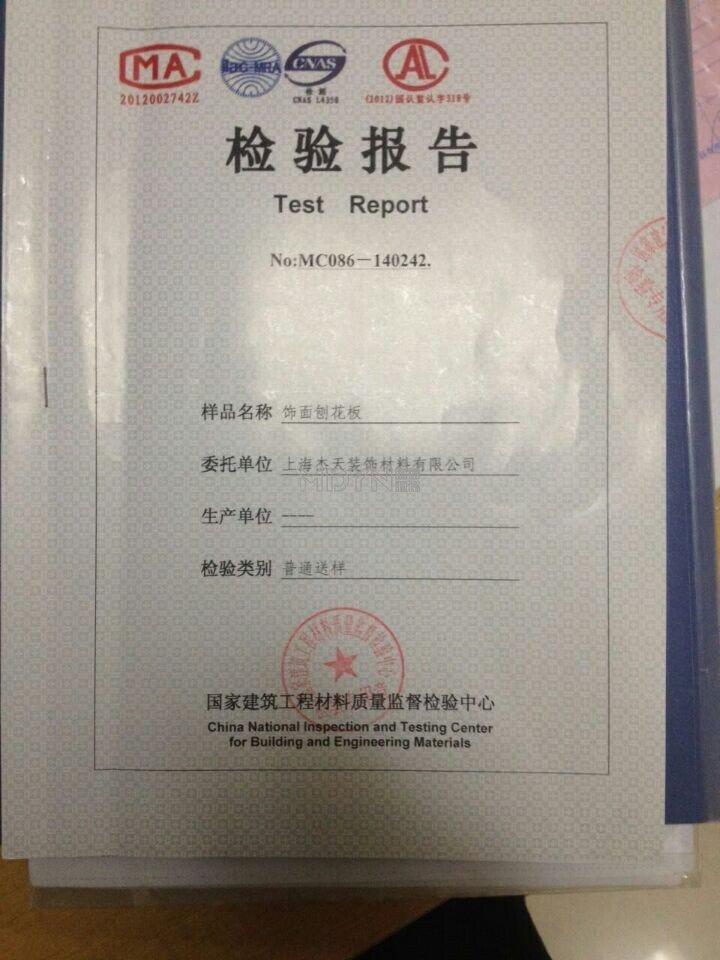 MA
ilac-MRA
CNAS
AL
2012002742Z
检测
CNAS L4350
(2012)国认监认字319号
检验报告
Test Report
No:MC086－140242.
样品名称 饰面刨花板
委托单位 上海杰天装饰材料有限公司
生产单位 ----
检验类别 普通送样
国家建筑工程材料质量监督检验中心
China National Inspection and Testing Center
for Building and Engineering Materials